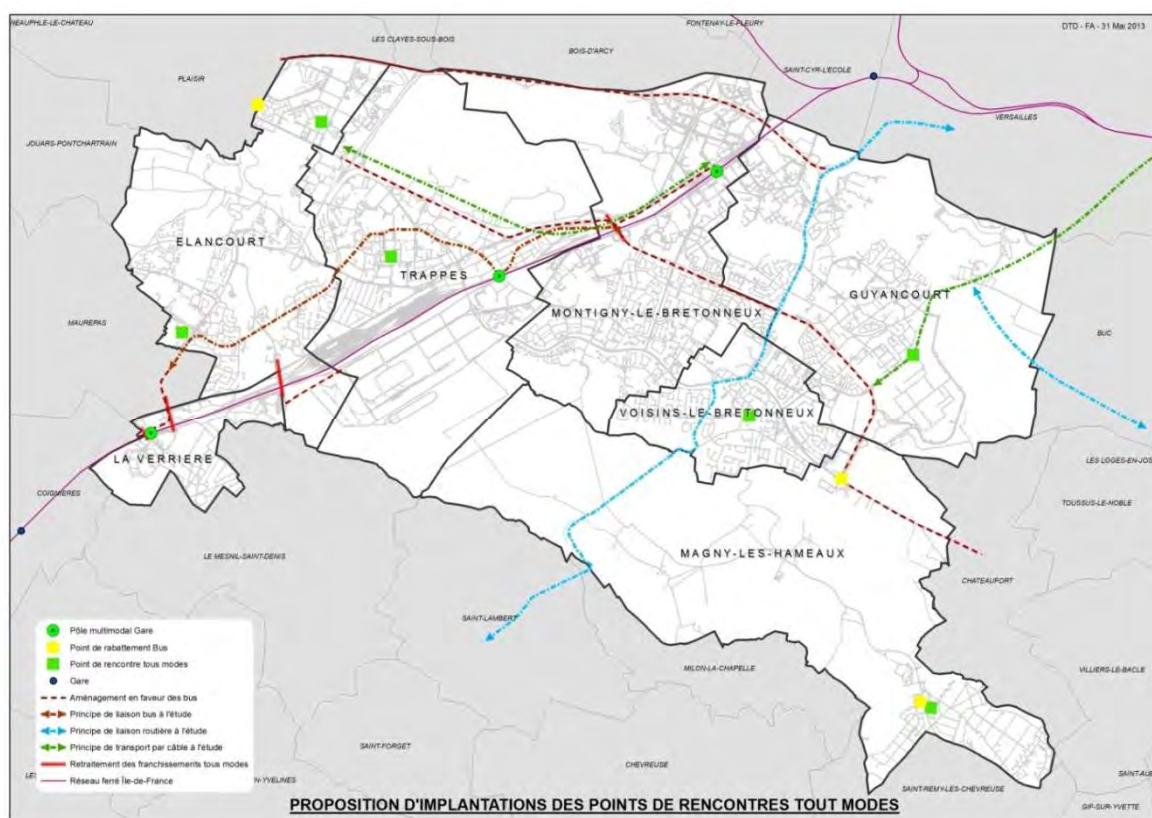 NEAUPHLE-LE-CHATEAU
FONTENAY-LE-FLEURY
DTD - FA - 31 Mai 2013
LES CLAYES-SOUS-BOIS
BOIS-D'ARCY
SAINT-CYR-L'ECOLE
PLAISIR
VERSAILLES
JOUARS-PONTCHARTRAIN
ELANCOURT
TRAPPES
GUYANCOURT
MONTIGNY-LE-BRETONNEUX
MAUREPAS
BUC
VOISINS-LE-BRETONNEUX
LA VERRIERE
LES LOGES-EN-JOS
COIGNIERES
TOUSSUS-LE-NOBLE
LE MESNIL-SAINT-DENIS
MAGNY-LES-HAMEAUX
CHATEAUFORT
SAINT-LAMBERT
MILON-LA-CHAPELLE
VILLIERS-LE-BACLE
Pôle multimodal Gare
Point de rabattement Bus
Point de rencontre tous modes
Gare
Aménagement en faveur des bus
Principe de liaison bus à l'étude
Principe de liaison routière à l'étude
Principe de transport par câble à l'étude
Retraitement des franchissements tous modes
Réseau ferré Île-de-France
SAINT-FORGET
CHEVREUSE
SAINT-AUB
LES
N-YVELINES
SAINT-REMY-LES-CHEVREUSE
GIF-SUR-YVETTE
PROPOSITION D'IMPLANTATIONS DES POINTS DE RENCONTRES TOUT MODES